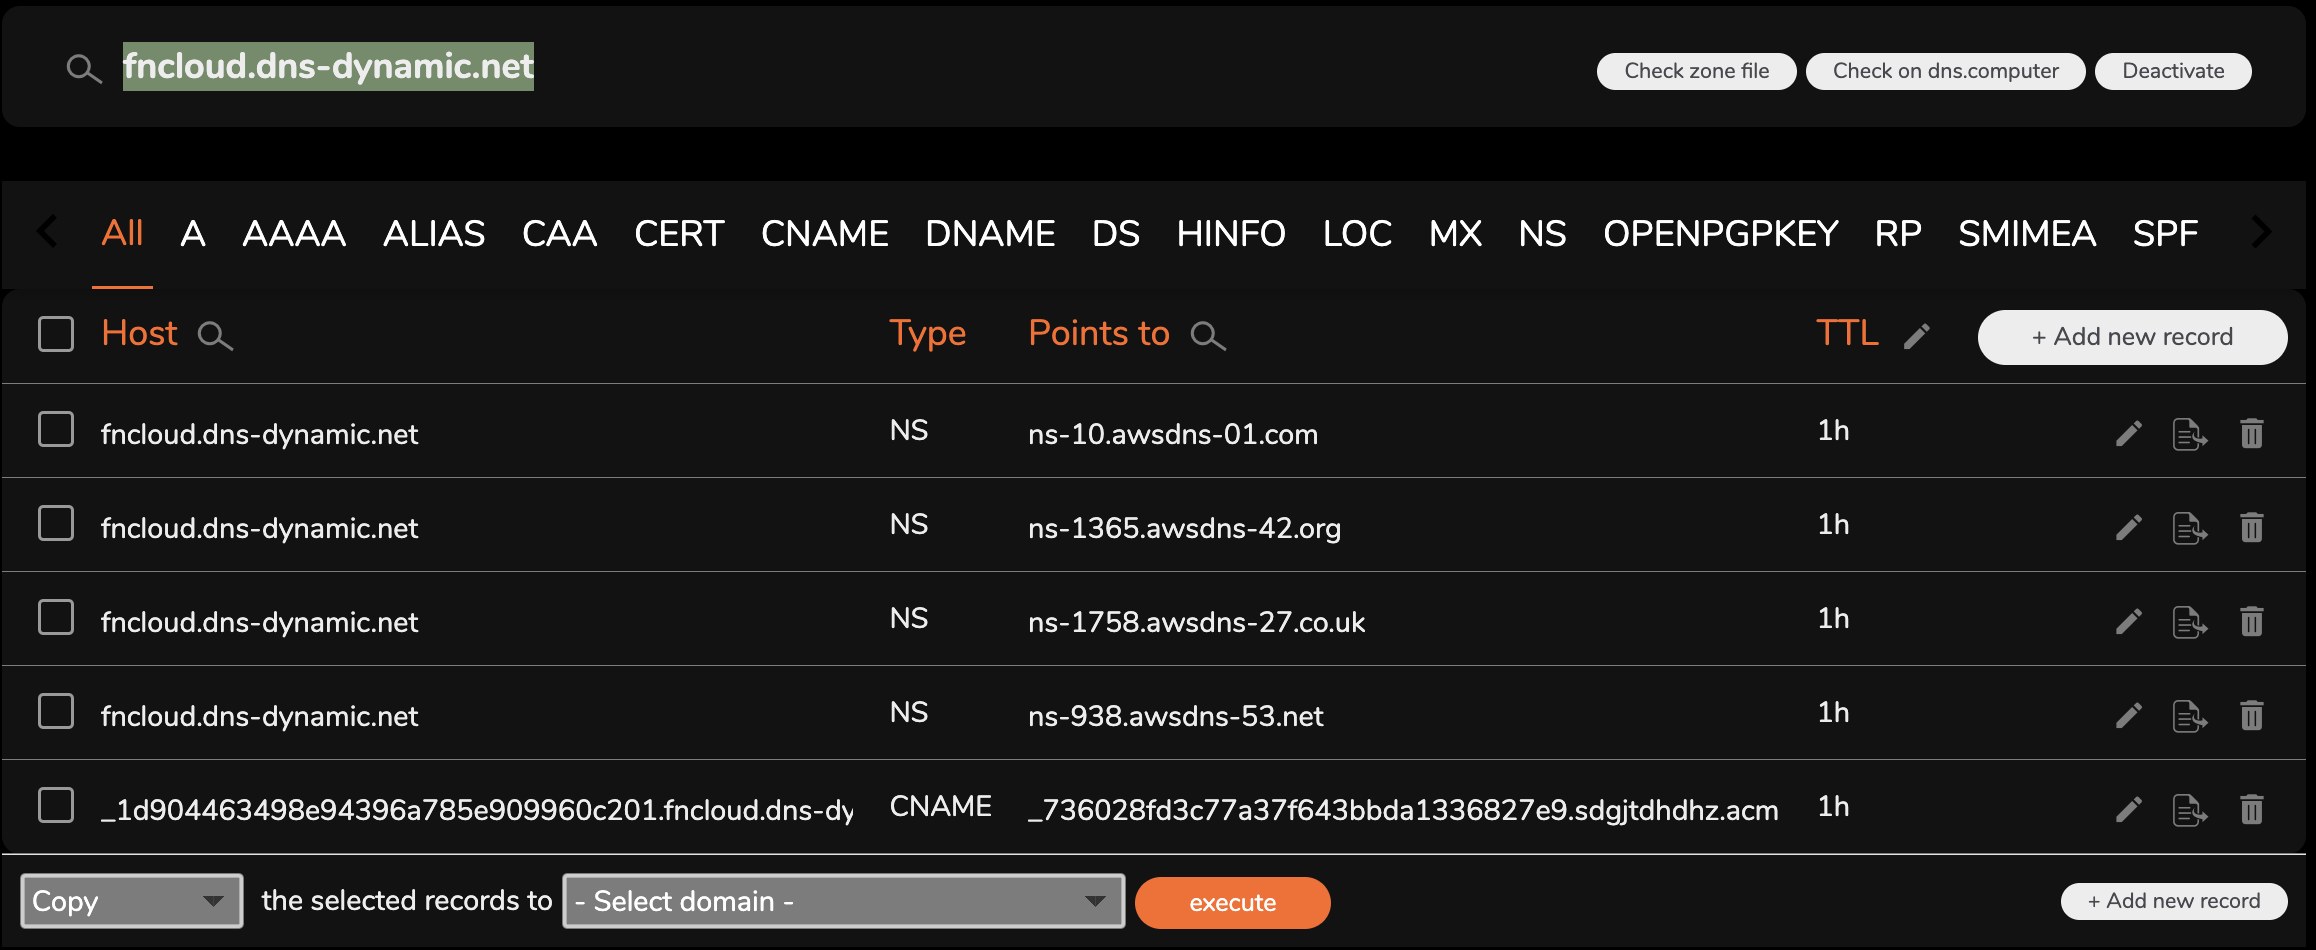 fncloud.dns-dynamic.net
Check zone file Check on dns.computer Deactivate
All A AAAA ALIAS CAA CERT CNAME DNAME DS HINFO LOC MX NS OPENPGPKEY RP SMIMEA SPF
Host Type Points to TTL + Add new record
fncloud.dns-dynamic.net NS ns-10.awsdns-01.com 1h
fncloud.dns-dynamic.net NS ns-1365.awsdns-42.org 1h
fncloud.dns-dynamic.net NS ns-1758.awsdns-27.co.uk 1h
fncloud.dns-dynamic.net NS ns-938.awsdns-53.net 1h
_1d904463498e94396a785e909960c201.fncloud.dns-dy CNAME _736028fd3c77a37f643bbda1336827e9.sdgjtdhdhz.acm 1h
Copy the selected records to - Select domain - execute + Add new record